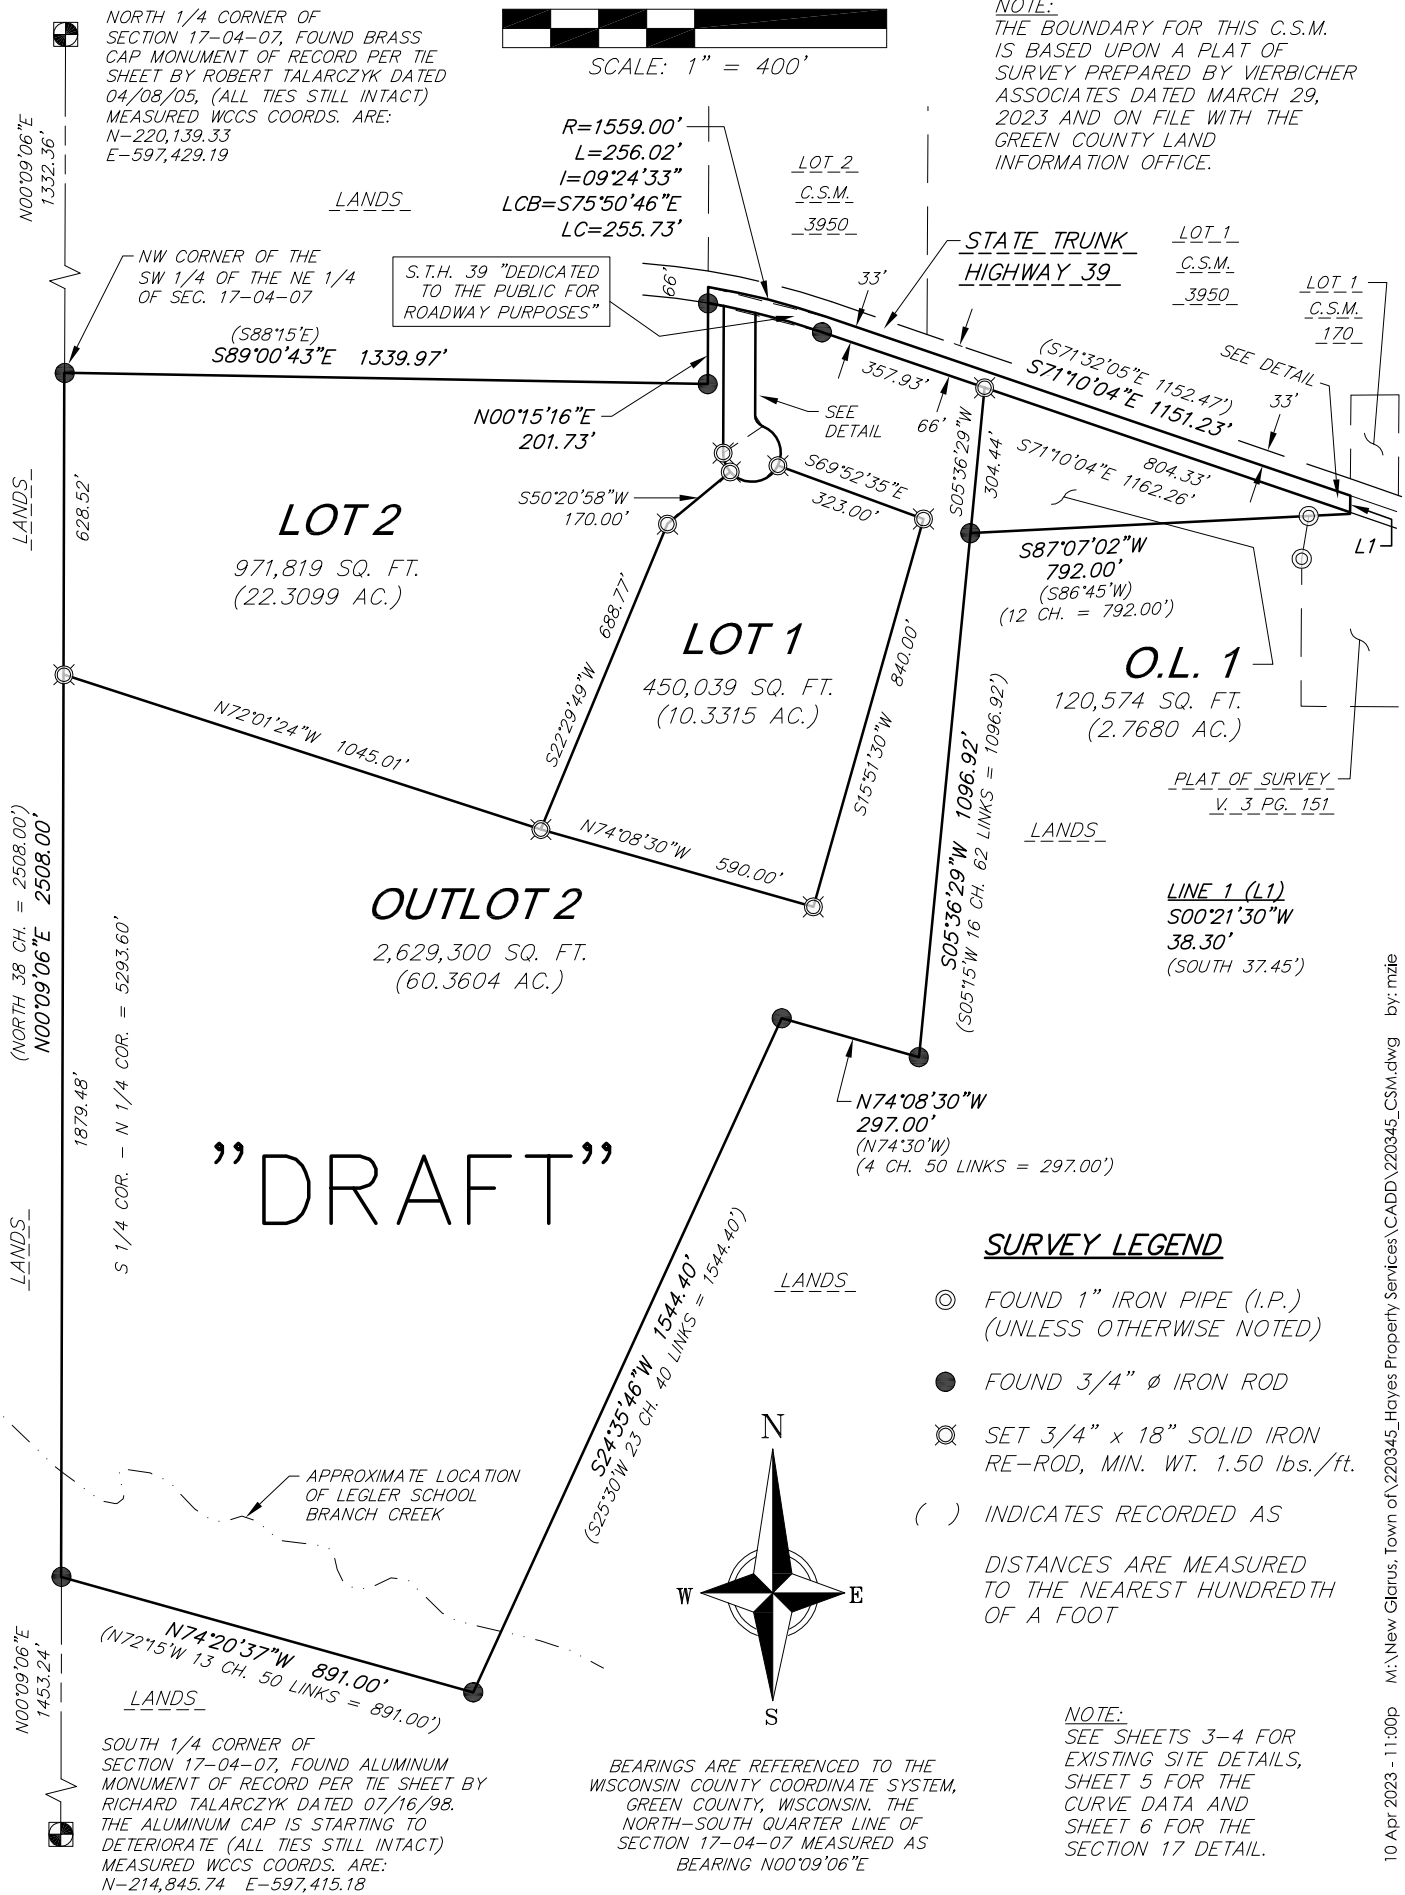 NORTH 1/4 CORNER OF
SECTION 17-04-07, FOUND BRASS
CAP MONUMENT OF RECORD PER TIE
SHEET BY ROBERT TALARCZYK DATED
04/08/05, (ALL TIES STILL INTACT)
MEASURED WCCS COORDS. ARE:
N-220,139.33
E-597,429.19
SCALE: 1" = 400'
NOTE:
THE BOUNDARY FOR THIS C.S.M.
IS BASED UPON A PLAT OF
SURVEY PREPARED BY VIERBICHER
ASSOCIATES DATED MARCH 29,
2023 AND ON FILE WITH THE
GREEN COUNTY LAND
INFORMATION OFFICE.
N00°09'06"E
1332.36'
R=1559.00'
L=256.02'
I=09°24'33"
LCB=S75°50'46"E
LC=255.73'
LOT 2
C.S.M.
3950
LANDS
STATE TRUNK
HIGHWAY 39
LOT 1
C.S.M.
3950
LOT 1
C.S.M.
170
NW CORNER OF THE
SW 1/4 OF THE NE 1/4
OF SEC. 17-04-07
S.T.H. 39 "DEDICATED
TO THE PUBLIC FOR
ROADWAY PURPOSES"
66'
33'
(S88°15'E)
S89°00'43"E 1339.97'
357.93'
(S71°32'05"E 1152.47')
S71°10'04"E 1151.23'
SEE DETAIL
33'
N00°15'16"E
201.73'
SEE
DETAIL
66'
S05°36'29"W
304.44'
S71°10'04"E 1162.26'
804.33'
LANDS
628.52'
S69°52'35"E
323.00'
S50°20'58"W
170.00'
LOT 2
971,819 SQ. FT.
(22.3099 AC.)
L1
S87°07'02"W
792.00'
(S86°45'W)
(12 CH. = 792.00')
LOT 1
450,039 SQ. FT.
(10.3315 AC.)
S22°29'49"W 688.77'
S15°51'30"W 840.00'
O.L. 1
120,574 SQ. FT.
(2.7680 AC.)
N72°01'24"W 1045.01'
N74°08'30"W 590.00'
S05°36'29"W 1096.92'
(S05°15'W 16 CH. 62 LINKS = 1096.92')
PLAT OF SURVEY
V. 3 PG. 151
LANDS
(NORTH 38 CH. = 2508.00')
N00°09'06"E 2508.00'
OUTLOT 2
2,629,300 SQ. FT.
(60.3604 AC.)
LINE 1 (L1)
S00°21'30"W
38.30'
(SOUTH 37.45')
1879.48'
S 1/4 COR. - N 1/4 COR. = 5293.60'
N74°08'30"W
297.00'
(N74°30'W)
(4 CH. 50 LINKS = 297.00')
"DRAFT"
LANDS
S24°35'46"W 1544.40'
(S25°30'W 23 CH. 40 LINKS = 1544.40')
LANDS
SURVEY LEGEND
FOUND 1" IRON PIPE (I.P.)
(UNLESS OTHERWISE NOTED)
FOUND 3/4" ø IRON ROD
SET 3/4" x 18" SOLID IRON
RE-ROD, MIN. WT. 1.50 lbs./ft.
( ) INDICATES RECORDED AS
DISTANCES ARE MEASURED
TO THE NEAREST HUNDREDTH
OF A FOOT
APPROXIMATE LOCATION
OF LEGLER SCHOOL
BRANCH CREEK
N
W
E
S
N74°20'37"W 891.00'
(N72°15'W 13 CH. 50 LINKS = 891.00')
N00°09'06"E
1453.24'
LANDS
SOUTH 1/4 CORNER OF
SECTION 17-04-07, FOUND ALUMINUM
MONUMENT OF RECORD PER TIE SHEET BY
RICHARD TALARCZYK DATED 07/16/98.
THE ALUMINUM CAP IS STARTING TO
DETERIORATE (ALL TIES STILL INTACT)
MEASURED WCCS COORDS. ARE:
N-214,845.74 E-597,415.18
BEARINGS ARE REFERENCED TO THE
WISCONSIN COUNTY COORDINATE SYSTEM,
GREEN COUNTY, WISCONSIN. THE
NORTH-SOUTH QUARTER LINE OF
SECTION 17-04-07 MEASURED AS
BEARING N00°09'06"E
NOTE:
SEE SHEETS 3-4 FOR
EXISTING SITE DETAILS,
SHEET 5 FOR THE
CURVE DATA AND
SHEET 6 FOR THE
SECTION 17 DETAIL.
10 Apr 2023 - 11:00p M:\New Glarus, Town of\220345_Hayes Property Services\CADD\220345_CSM.dwg by: mzie